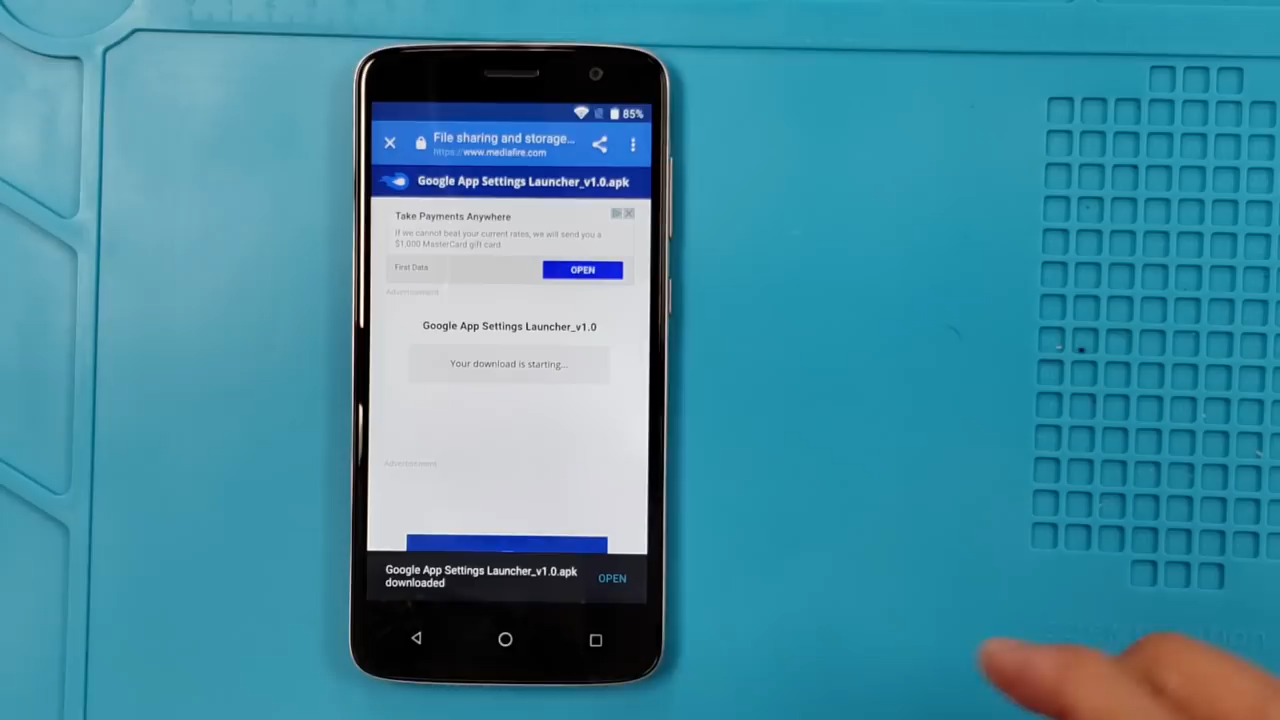 85%
File sharing and storage...
https://www.mediafire.com
Google App Settings Launcher_v1.0.apk
Take Payments Anywhere
If we cannot beat your current rates, we will send you a
$1,000 MasterCard gift card.
First Data
OPEN
Advertisement
Google App Settings Launcher_v1.0
Your download is starting...
Advertisement
Google App Settings Launcher_v1.0.apk
downloaded
OPEN